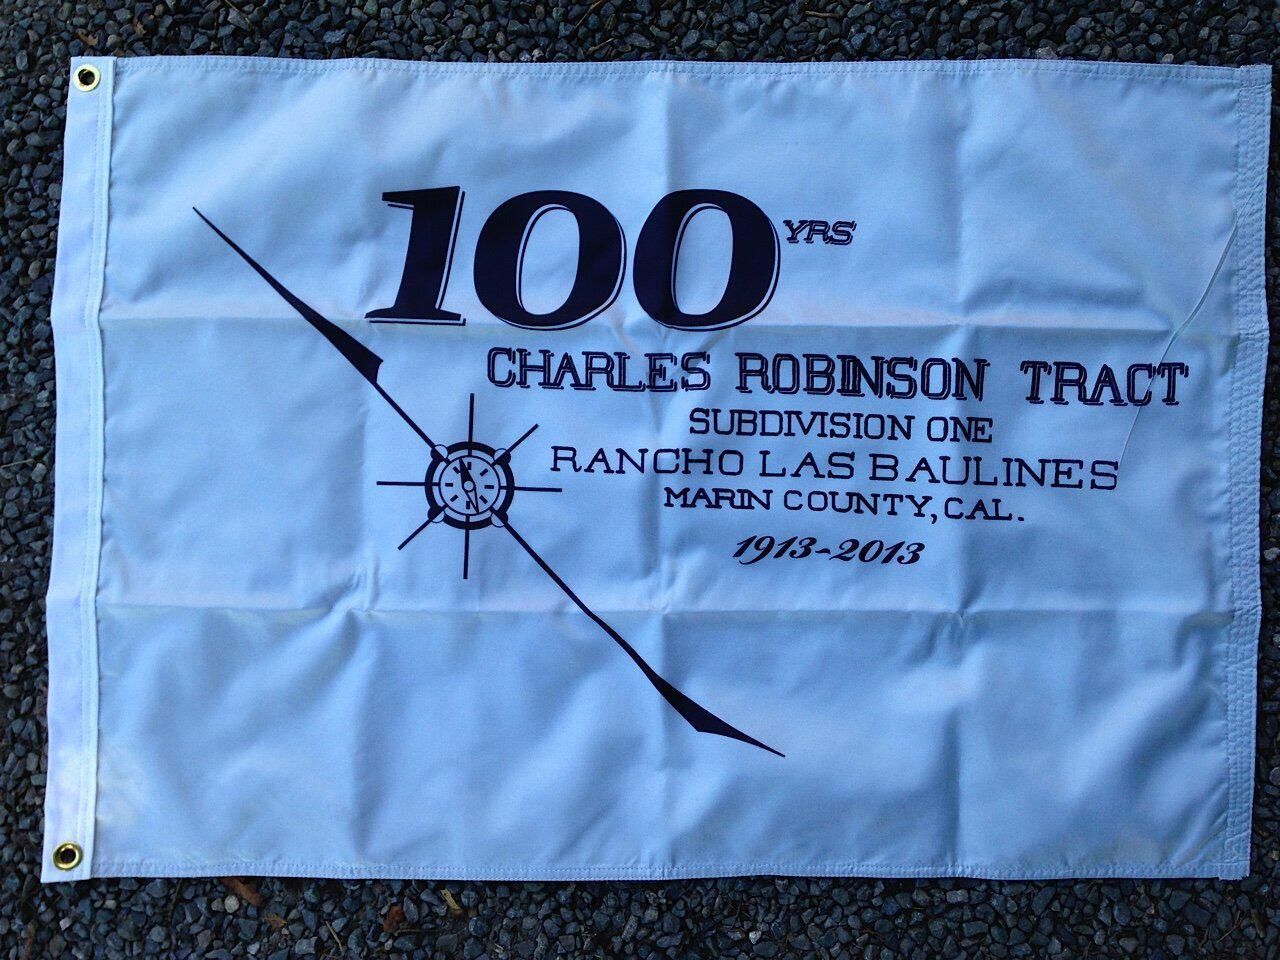 100 YRS
CHARLES ROBINSON TRACT
SUBDIVISION ONE
RANCHO LAS BAULINES
MARIN COUNTY, CAL.
1913-2013